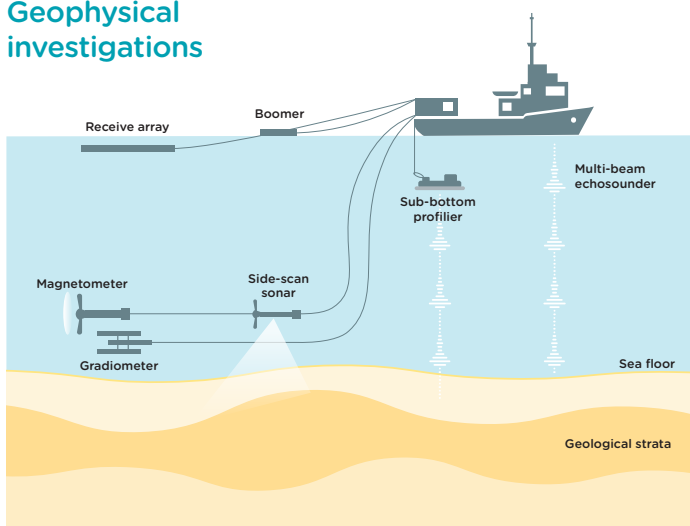 Geophysical
investigations
Boomer
Receive array
Multi-beam
echosounder
Sub-bottom
profilier
Magnetometer
Side-scan
sonar
Gradiometer
Sea floor
Geological strata